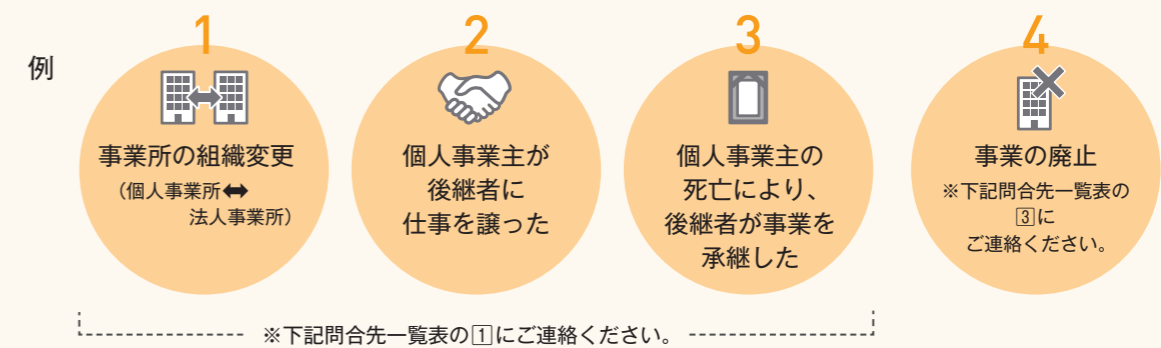 例
1
事業所の組織変更
（個人事業所⬌
法人事業所）
2
個人事業主が
後継者に
仕事を譲った
3
個人事業主の
死亡により、
後継者が事業を
承継した
4
事業の廃止
※下記問合先一覧表の
3に
ご連絡ください。
※下記問合先一覧表の1にご連絡ください。